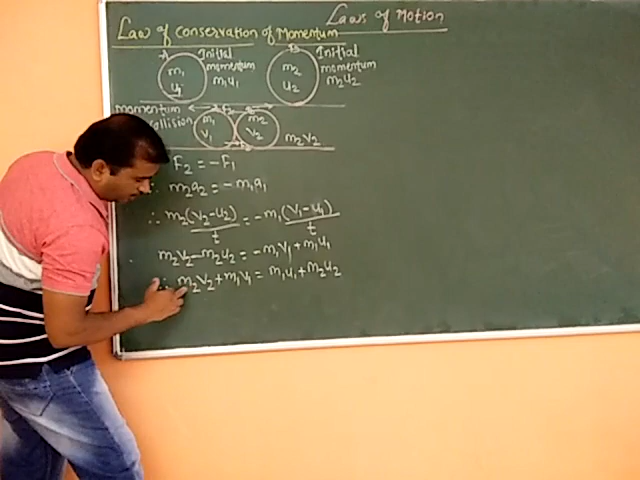 Laws of Motion
Law of Conservation of Momentum
Initial momentum m₁u₁
m₁ u₁
m₂ u₂
Initial momentum m₂u₂
momentum
collision
m₁ v₁
m₂ v₂
m₂v₂
F₂ = -F₁
∴ m₂a₂ = -m₁a₁
∴ m₂(v₂-u₂)/t = -m₁(v₁-u₁)/t
m₂v₂-m₂u₂ = -m₁v₁+m₁u₁
∴ m₂v₂+m₁v₁ = m₁u₁+m₂u₂